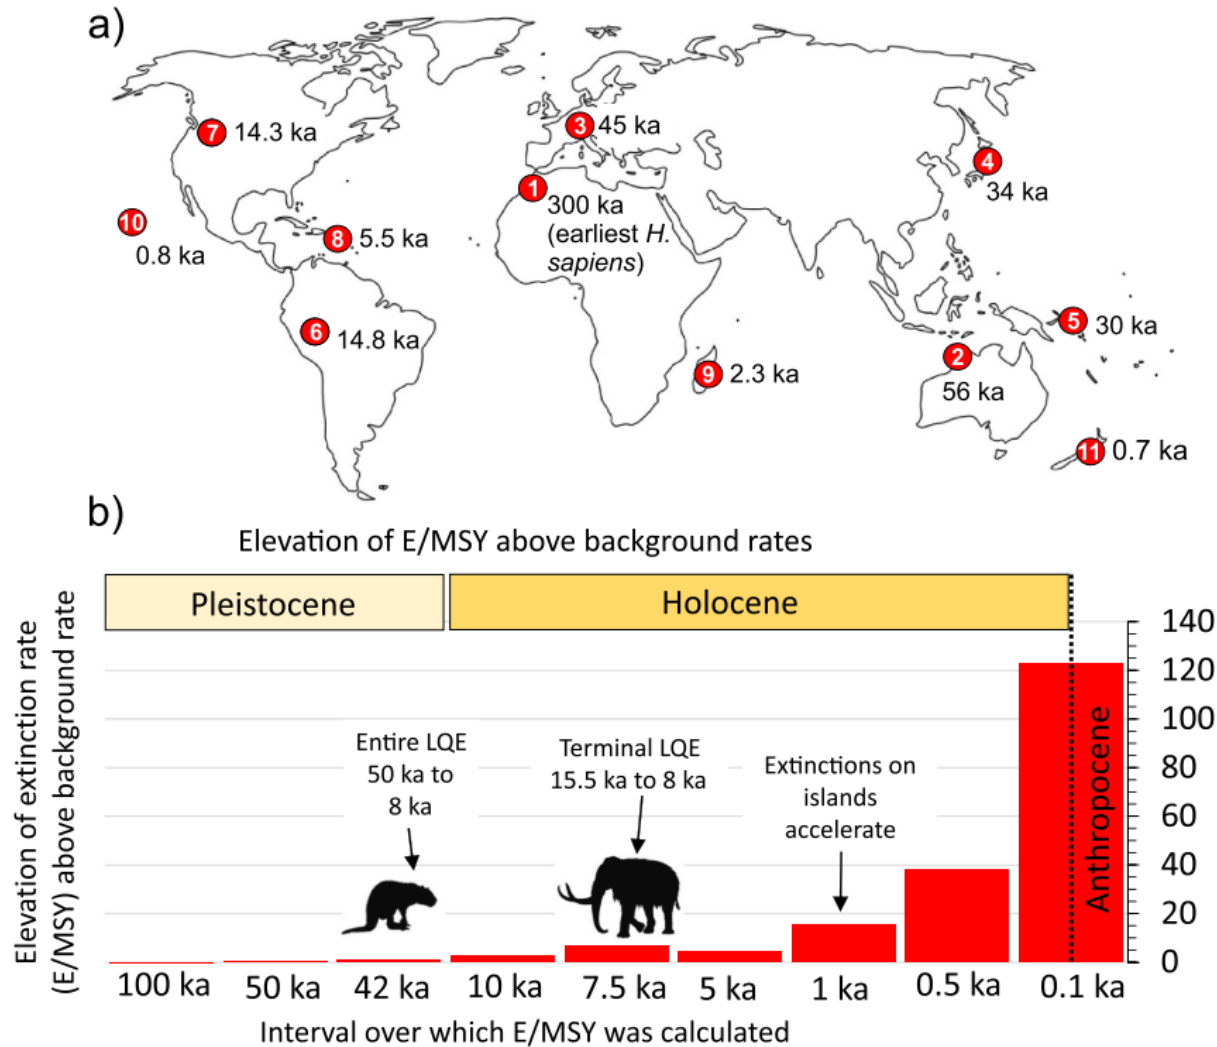 a)
7 14.3 ka
3 45 ka
4
34 ka
1
300 ka
(earliest H.
sapiens)
10
0.8 ka
8 5.5 ka
6
14.8 ka
5 30 ka
2
56 ka
9 2.3 ka
11 0.7 ka
b)
Elevation of E/MSY above background rates
Elevation of extinction rate
(E/MSY) above background rate
Pleistocene
Holocene
Anthropocene
Entire LQE
50 ka to
8 ka
Terminal LQE
15.5 ka to 8 ka
Extinctions on
islands
accelerate
140
120
100
80
60
40
20
0
100 ka 50 ka 42 ka 10 ka 7.5 ka 5 ka 1 ka 0.5 ka 0.1 ka
Interval over which E/MSY was calculated